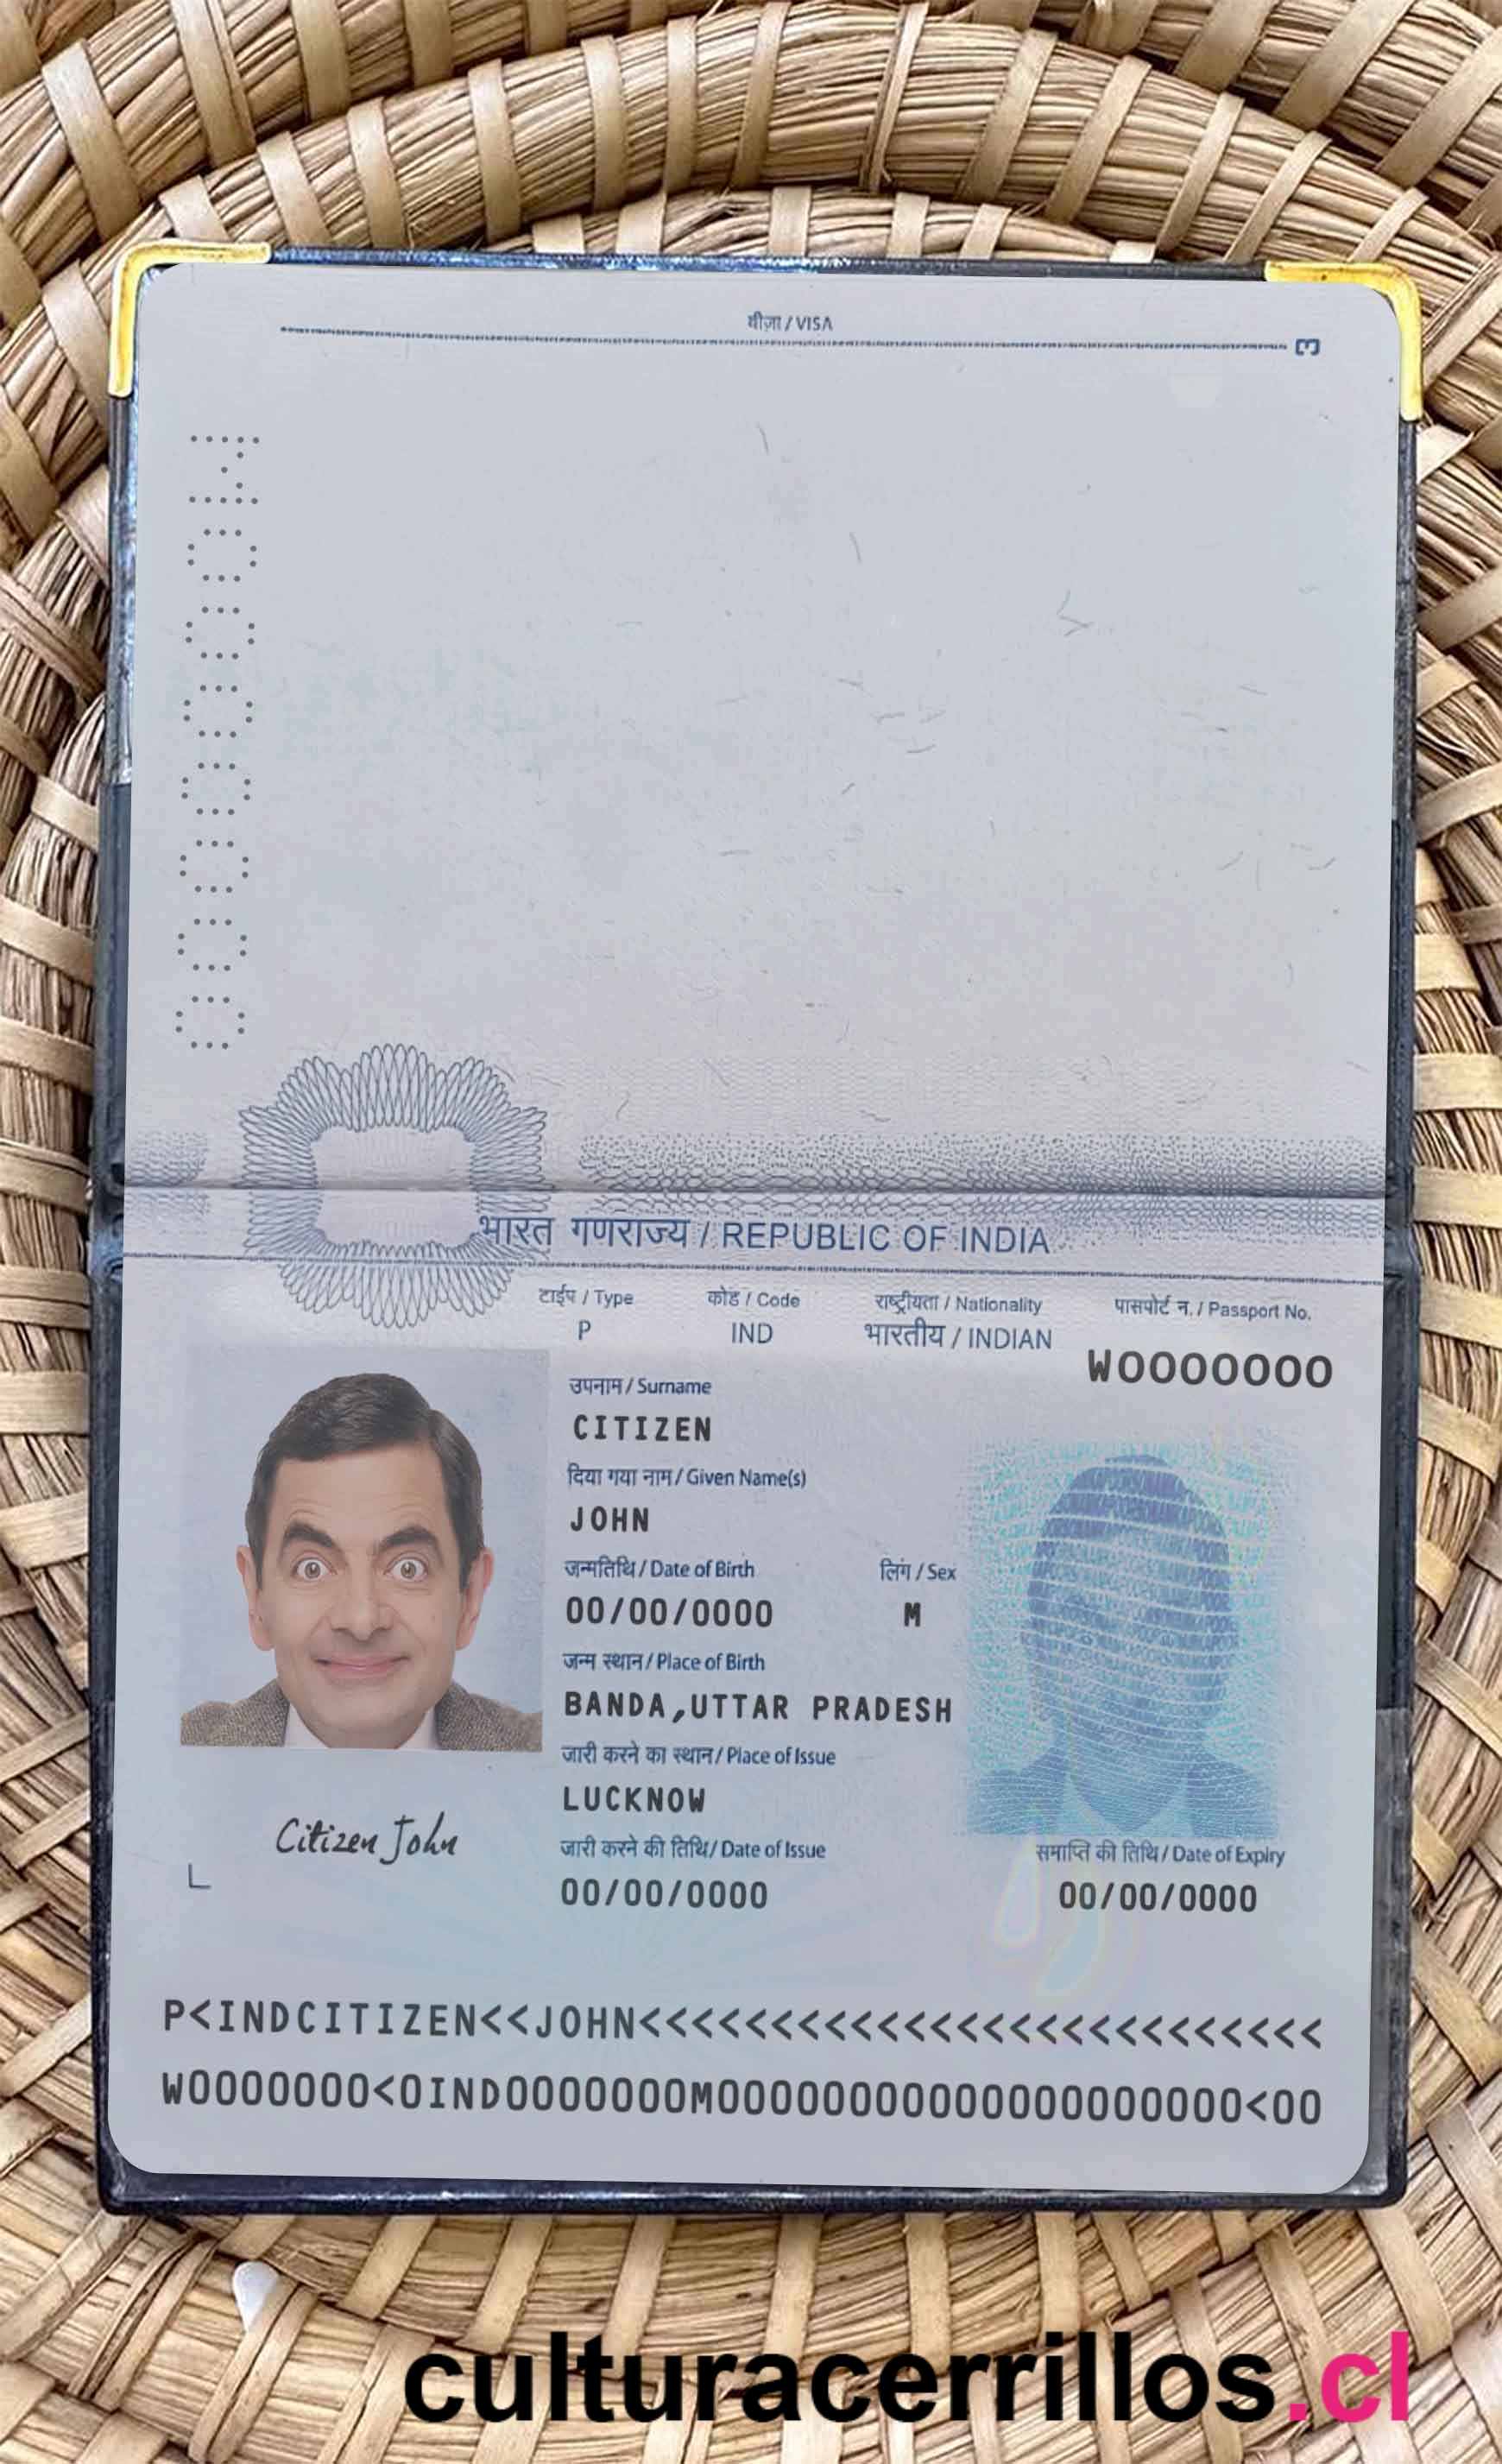 वीज़ा / VISA
3
W0000000
भारत गणराज्य / REPUBLIC OF INDIA
टाईप / Type कोड / Code राष्ट्रीयता / Nationality पासपोर्ट न. / Passport No.
P IND भारतीय / INDIAN W0000000
उपनाम / Surname
CITIZEN
दिया गया नाम / Given Name(s)
JOHN
जन्मतिथि / Date of Birth लिंग / Sex
00/00/0000 M
जन्म स्थान / Place of Birth
BANDA,UTTAR PRADESH
जारी करने का स्थान / Place of Issue
LUCKNOW
Citizen John
जारी करने की तिथि / Date of Issue समाप्ति की तिथि / Date of Expiry
00/00/0000 00/00/0000
P<INDCITIZEN<<JOHN<<<<<<<<<<<<<<<<<<<<<<<<<<
W0000000<0IND0000000M00000000000000000000<00
culturacerrillos.cl